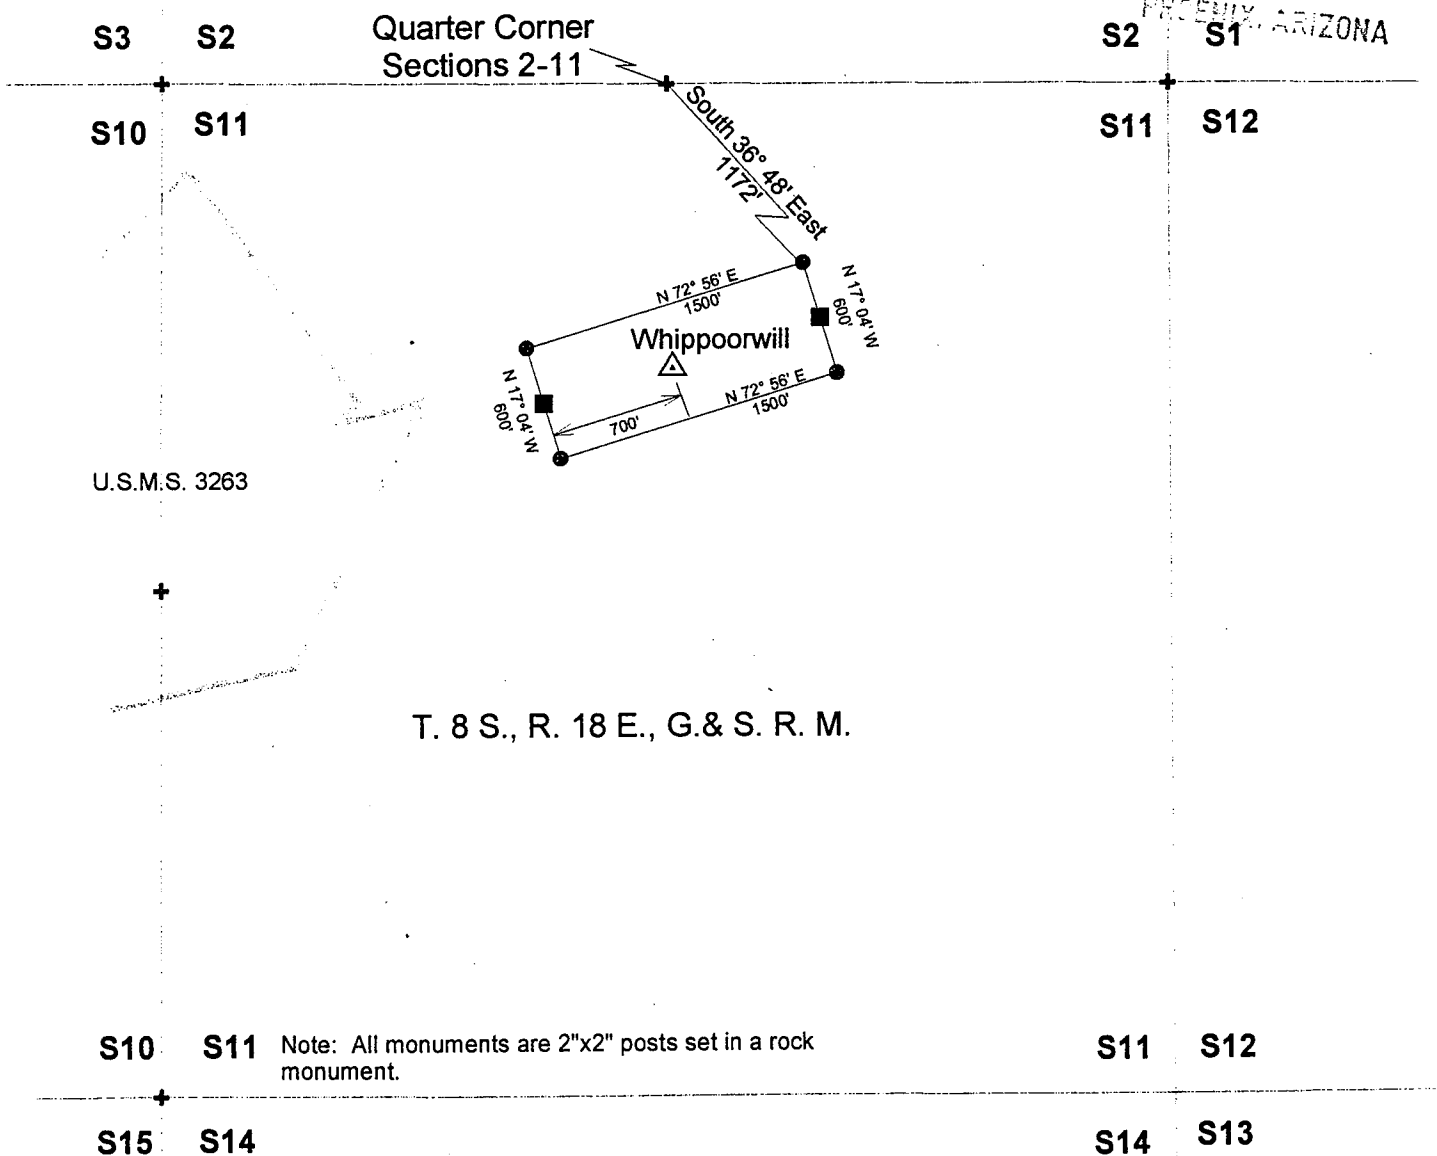 PHOENIX, ARIZONA
S3 S2
Quarter Corner
Sections 2-11
S2 S1
S10 S11
S11 S12
South 36° 48' East
1172'
N 72° 56' E
1500'
N 17° 04' W
600'
Whippoorwill
N 72° 56' E
1500'
N 17° 04' W
600'
700'
U.S.M.S. 3263
T. 8 S., R. 18 E., G.& S. R. M.
S10 S11
Note: All monuments are 2"x2" posts set in a rock
monument.
S11 S12
S15 S14
S14 S13